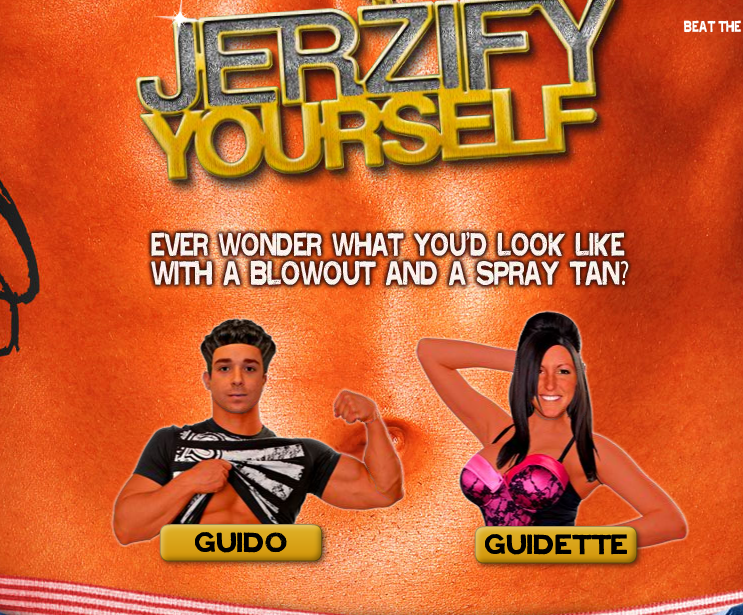 JERZIFY
YOURSELF
BEAT THE
EVER WONDER WHAT YOU'D LOOK LIKE
WITH A BLOWOUT AND A SPRAY TAN?
GUIDO
GUIDETTE